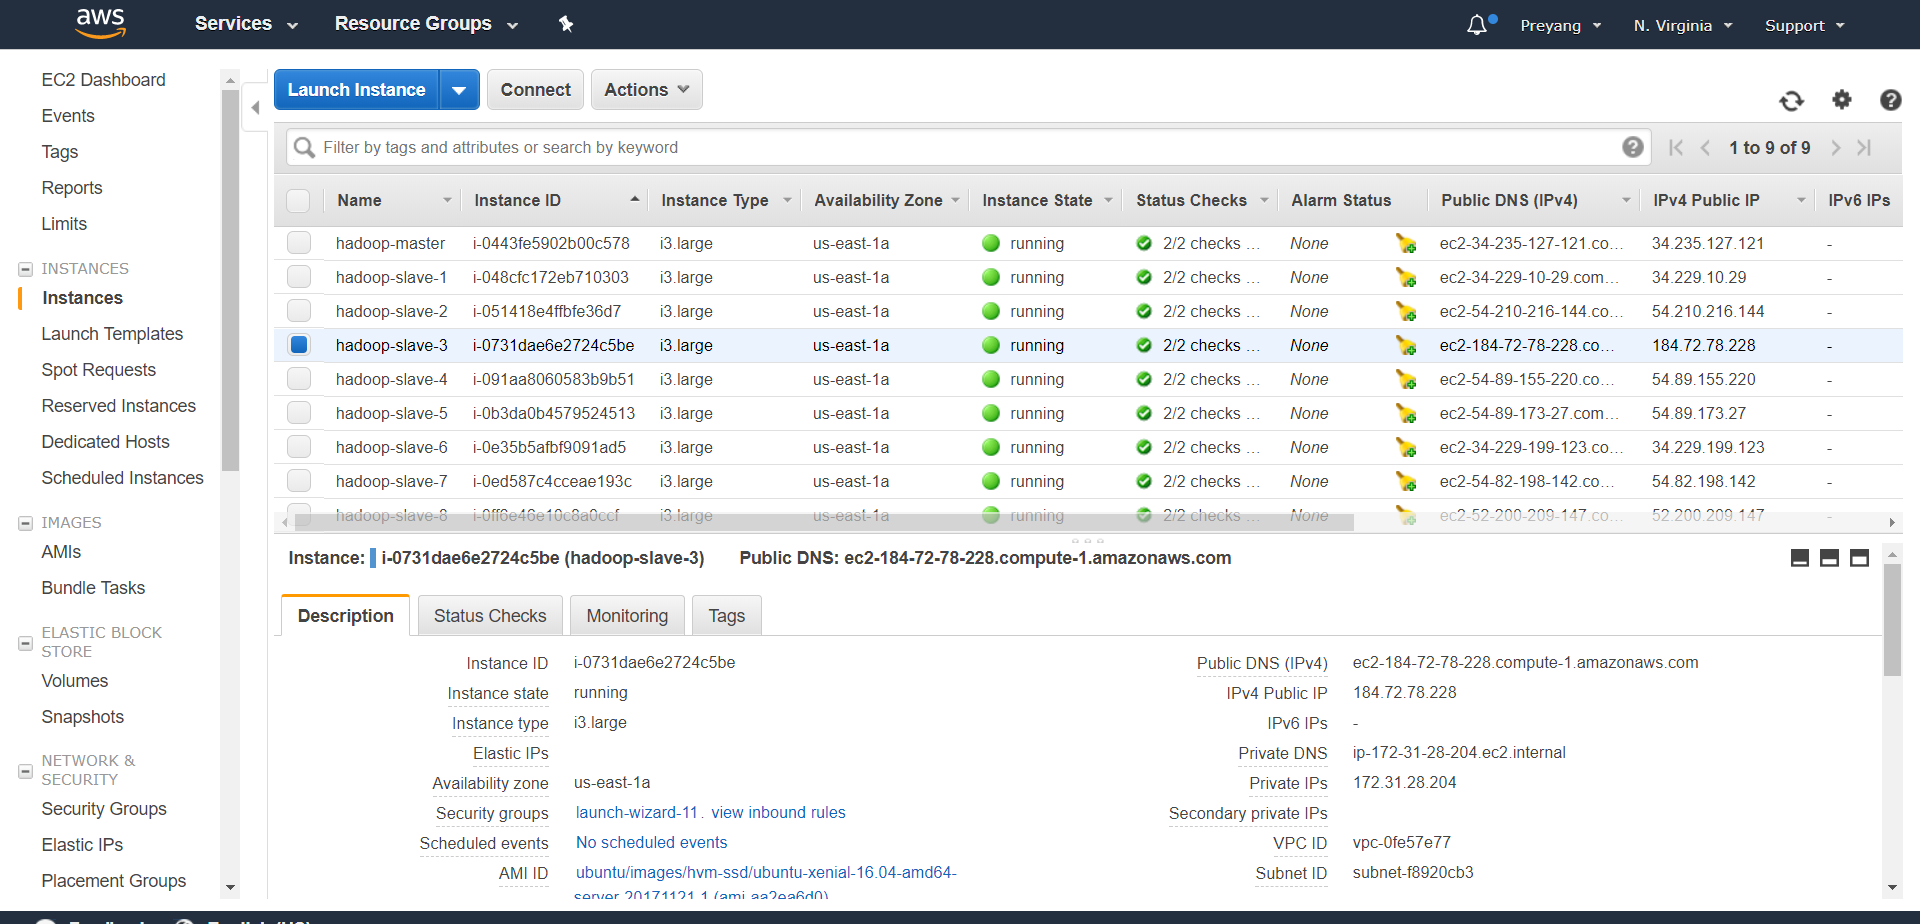 aws Services Resource Groups Preyang N. Virginia Support
EC2 Dashboard
Events
Tags
Reports
Limits
INSTANCES
Instances
Launch Templates
Spot Requests
Reserved Instances
Dedicated Hosts
Scheduled Instances
IMAGES
AMIs
Bundle Tasks
ELASTIC BLOCK
STORE
Volumes
Snapshots
NETWORK &
SECURITY
Security Groups
Elastic IPs
Placement Groups
Launch Instance Connect Actions
Filter by tags and attributes or search by keyword 1 to 9 of 9
Name Instance ID Instance Type Availability Zone Instance State Status Checks Alarm Status Public DNS (IPv4) IPv4 Public IP IPv6 IPs
hadoop-master i-0443fe5902b00c578 i3.large us-east-1a running 2/2 checks ... None ec2-34-235-127-121.co... 34.235.127.121 -
hadoop-slave-1 i-048cfc172eb710303 i3.large us-east-1a running 2/2 checks ... None ec2-34-229-10-29.com... 34.229.10.29 -
hadoop-slave-2 i-051418e4ffbfe36d7 i3.large us-east-1a running 2/2 checks ... None ec2-54-210-216-144.co... 54.210.216.144 -
hadoop-slave-3 i-0731dae6e2724c5be i3.large us-east-1a running 2/2 checks ... None ec2-184-72-78-228.co... 184.72.78.228 -
hadoop-slave-4 i-091aa8060583b9b51 i3.large us-east-1a running 2/2 checks ... None ec2-54-89-155-220.co... 54.89.155.220 -
hadoop-slave-5 i-0b3da0b4579524513 i3.large us-east-1a running 2/2 checks ... None ec2-54-89-173-27.com... 54.89.173.27 -
hadoop-slave-6 i-0e35b5afbf9091ad5 i3.large us-east-1a running 2/2 checks ... None ec2-34-229-199-123.co... 34.229.199.123 -
hadoop-slave-7 i-0ed587c4cceae193c i3.large us-east-1a running 2/2 checks ... None ec2-54-82-198-142.co... 54.82.198.142 -
hadoop-slave-8 i-0ff6e46e10c8a0ccf i3.large us-east-1a running 2/2 checks ... None ec2-52-200-209-147.co... 52.200.209.147 -
Instance: i-0731dae6e2724c5be (hadoop-slave-3) Public DNS: ec2-184-72-78-228.compute-1.amazonaws.com
Description Status Checks Monitoring Tags
Instance ID i-0731dae6e2724c5be
Instance state running
Instance type i3.large
Elastic IPs
Availability zone us-east-1a
Security groups launch-wizard-11. view inbound rules
Scheduled events No scheduled events
AMI ID ubuntu/images/hvm-ssd/ubuntu-xenial-16.04-amd64-
server-20171121.1 (ami-aa2ea6d0)
Public DNS (IPv4) ec2-184-72-78-228.compute-1.amazonaws.com
IPv4 Public IP 184.72.78.228
IPv6 IPs -
Private DNS ip-172-31-28-204.ec2.internal
Private IPs 172.31.28.204
Secondary private IPs
VPC ID vpc-0fe57e77
Subnet ID subnet-f8920cb3